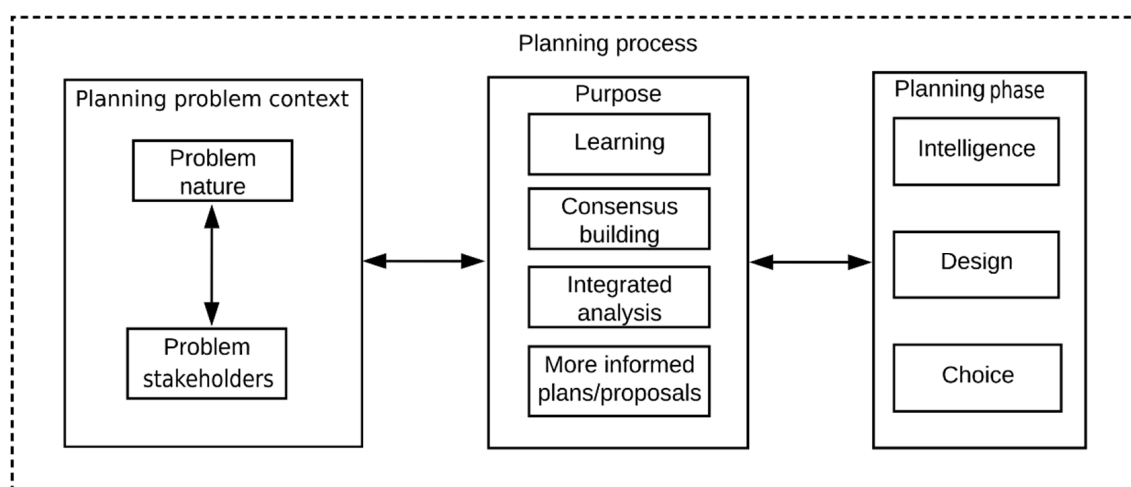 Planning process
Planning problem context
Problem
nature
Problem
stakeholders
Purpose
Learning
Consensus
building
Integrated
analysis
More informed
plans/proposals
Planning phase
Intelligence
Design
Choice